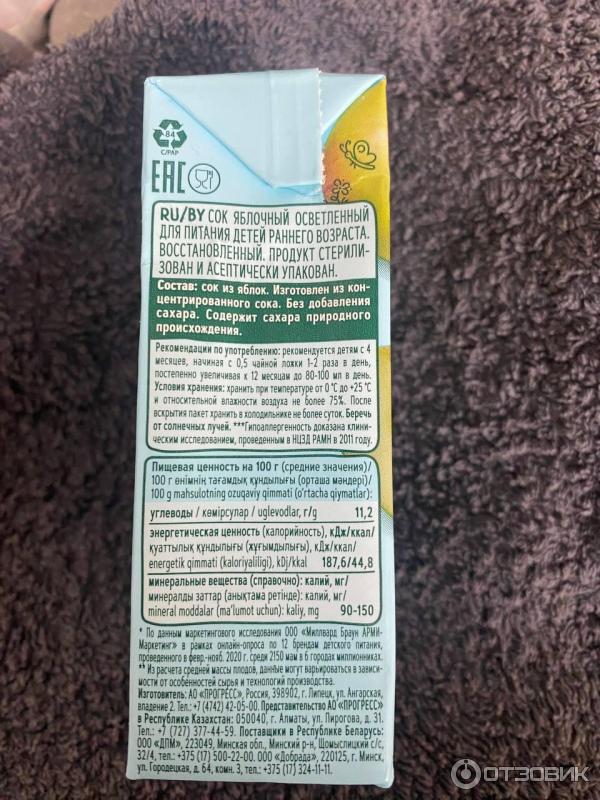 84
C/PAP
EAC
RU/BY СОК ЯБЛОЧНЫЙ ОСВЕТЛЕННЫЙ
ДЛЯ ПИТАНИЯ ДЕТЕЙ РАННЕГО ВОЗРАСТА.
ВОССТАНОВЛЕННЫЙ. ПРОДУКТ СТЕРИЛИ-
ЗОВАН И АСЕПТИЧЕСКИ УПАКОВАН.
Состав: сок из яблок. Изготовлен из кон-
центрированного сока. Без добавления
сахара. Содержит сахара природного
происхождения.
Рекомендации по употреблению: рекомендуется детям с 4
месяцев, начиная с 0,5 чайной ложки 1-2 раза в день,
постепенно увеличивая к 12 месяцам до 80-100 мл в день.
Условия хранения: хранить при температуре от 0°С до +25°С
и относительной влажности воздуха не более 75%. После
вскрытия пакет хранить в холодильнике не более суток. Беречь
от солнечных лучей. ***Гипоаллергенность доказана клини-
ческим исследованием, проведенным в НЦЗД РАМН в 2011 году.
Пищевая ценность на 100 г (средние значения)/
100 г өнімнің тағамдық құндылығы (орташа мәндері)/
100 g mahsulotning ozuqaviy qimmati (o'rtacha qiymatlar):
углеводы / көмірсулар / uglevodlar, г/g 11,2
энергетическая ценность (калорийность), кДж/ккал/
қуаттылық құндылығы (жұғымдылығы), кДж/ккал/
energetik qimmati (kaloriyaliligi), kDj/kkal 187,6/44,8
минеральные вещества (справочно): калий, мг/
минералды заттар (анықтама ретінде): калий, мг/
mineral moddalar (ma'lumot uchun): kaliy, mg 90-150
* По данным маркетингового исследования ООО «Миллвард Браун АРМИ-
Маркетинг» в рамках онлайн-опроса по 12 брендам детского питания,
проведенного в февр.-нояб. 2020 г. среди 2150 мам в 6 городах миллионниках.
** Из расчета средней массы плодов, данные могут варьироваться в зависи-
мости от особенностей сырья и технологий производства.
Изготовитель: АО «ПРОГРЕСС», Россия, 398902, г. Липецк, ул. Ангарская,
владение 2. Тел.: +7 (4742) 42-05-00. Представительство АО «ПРОГРЕСС»
в Республике Казахстан: 050040, г. Алматы, ул. Пирогова, д. 31.
Тел.: +7 (727) 377-44-59. Поставщики в Республике Беларусь:
ООО «ДПМ», 223049, Минская обл., Минский р-н, Щомыслицкий с/с,
32/4, тел.: +375 (17) 500-22-00. ООО «Добрада», 220125, г. Минск,
ул. Городецкая, д. 64, комн. 3, тел.: +375 (17) 324-11-11.
ОТЗОВИК